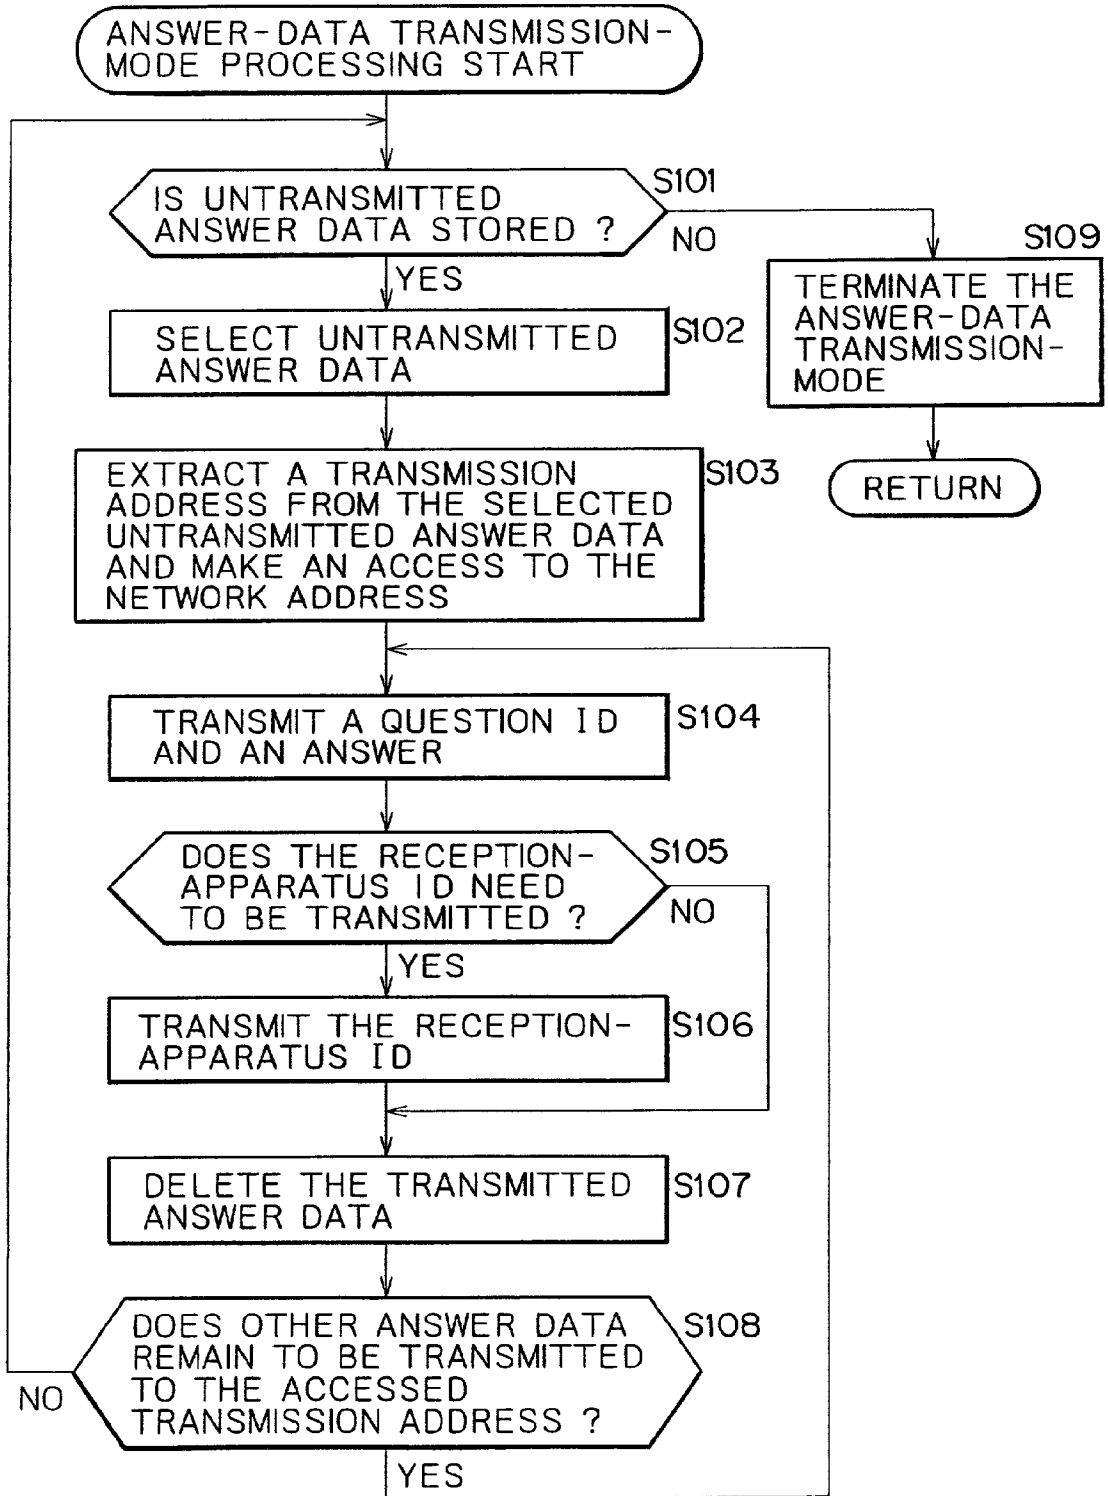 ANSWER-DATA TRANSMISSION-
MODE PROCESSING START
S101
IS UNTRANSMITTED
ANSWER DATA STORED ?
NO
YES
S109
TERMINATE THE
ANSWER-DATA
TRANSMISSION-
MODE
RETURN
S102
SELECT UNTRANSMITTED
ANSWER DATA
S103
EXTRACT A TRANSMISSION
ADDRESS FROM THE SELECTED
UNTRANSMITTED ANSWER DATA
AND MAKE AN ACCESS TO THE
NETWORK ADDRESS
S104
TRANSMIT A QUESTION ID
AND AN ANSWER
S105
DOES THE RECEPTION-
APPARATUS ID NEED
TO BE TRANSMITTED ?
NO
YES
S106
TRANSMIT THE RECEPTION-
APPARATUS ID
S107
DELETE THE TRANSMITTED
ANSWER DATA
S108
DOES OTHER ANSWER DATA
REMAIN TO BE TRANSMITTED
TO THE ACCESSED
TRANSMISSION ADDRESS ?
NO
YES